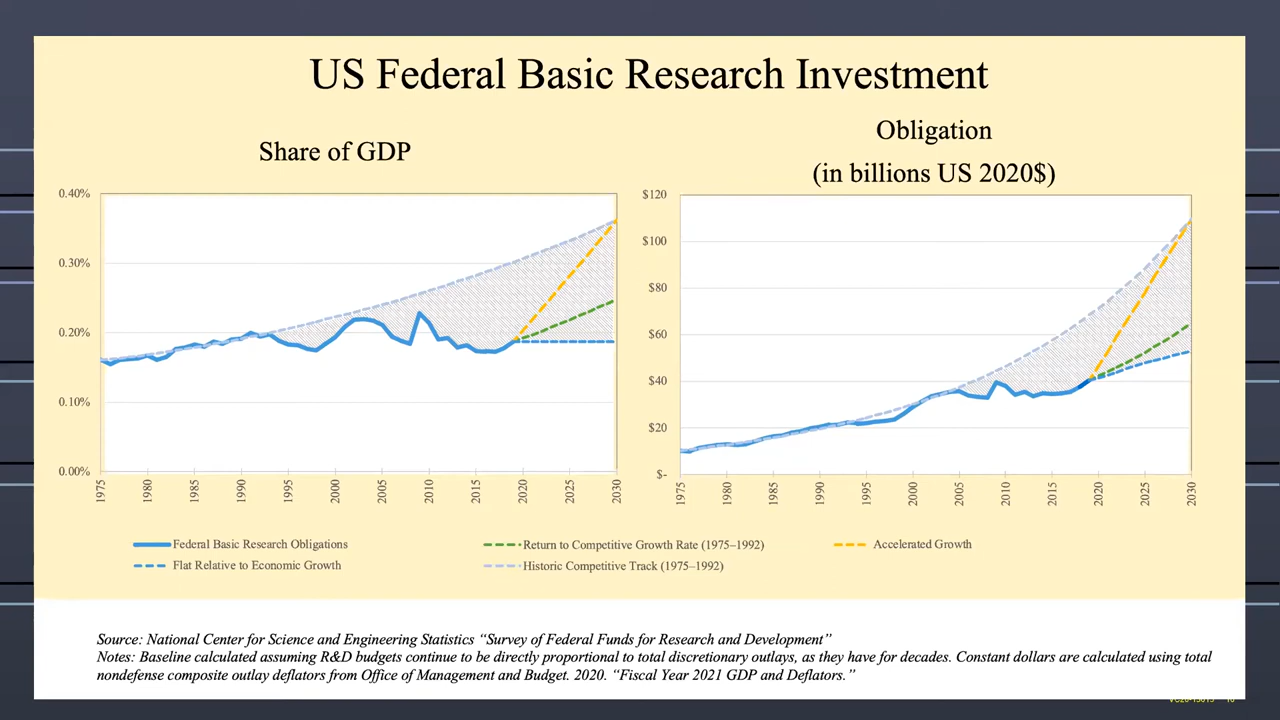 US Federal Basic Research Investment
Share of GDP
0.40%
0.30%
0.20%
0.10%
0.00%
1975 1980 1985 1990 1995 2000 2005 2010 2015 2020 2025 2030
Obligation
(in billions US 2020$)
$120
$100
$80
$60
$40
$20
$-
1975 1980 1985 1990 1995 2000 2005 2010 2015 2020 2025 2030
Federal Basic Research Obligations
Return to Competitive Growth Rate (1975–1992)
Accelerated Growth
Flat Relative to Economic Growth
Historic Competitive Track (1975–1992)
Source: National Center for Science and Engineering Statistics “Survey of Federal Funds for Research and Development”
Notes: Baseline calculated assuming R&D budgets continue to be directly proportional to total discretionary outlays, as they have for decades. Constant dollars are calculated using total
nondefense composite outlay deflators from Office of Management and Budget. 2020. “Fiscal Year 2021 GDP and Deflators.”